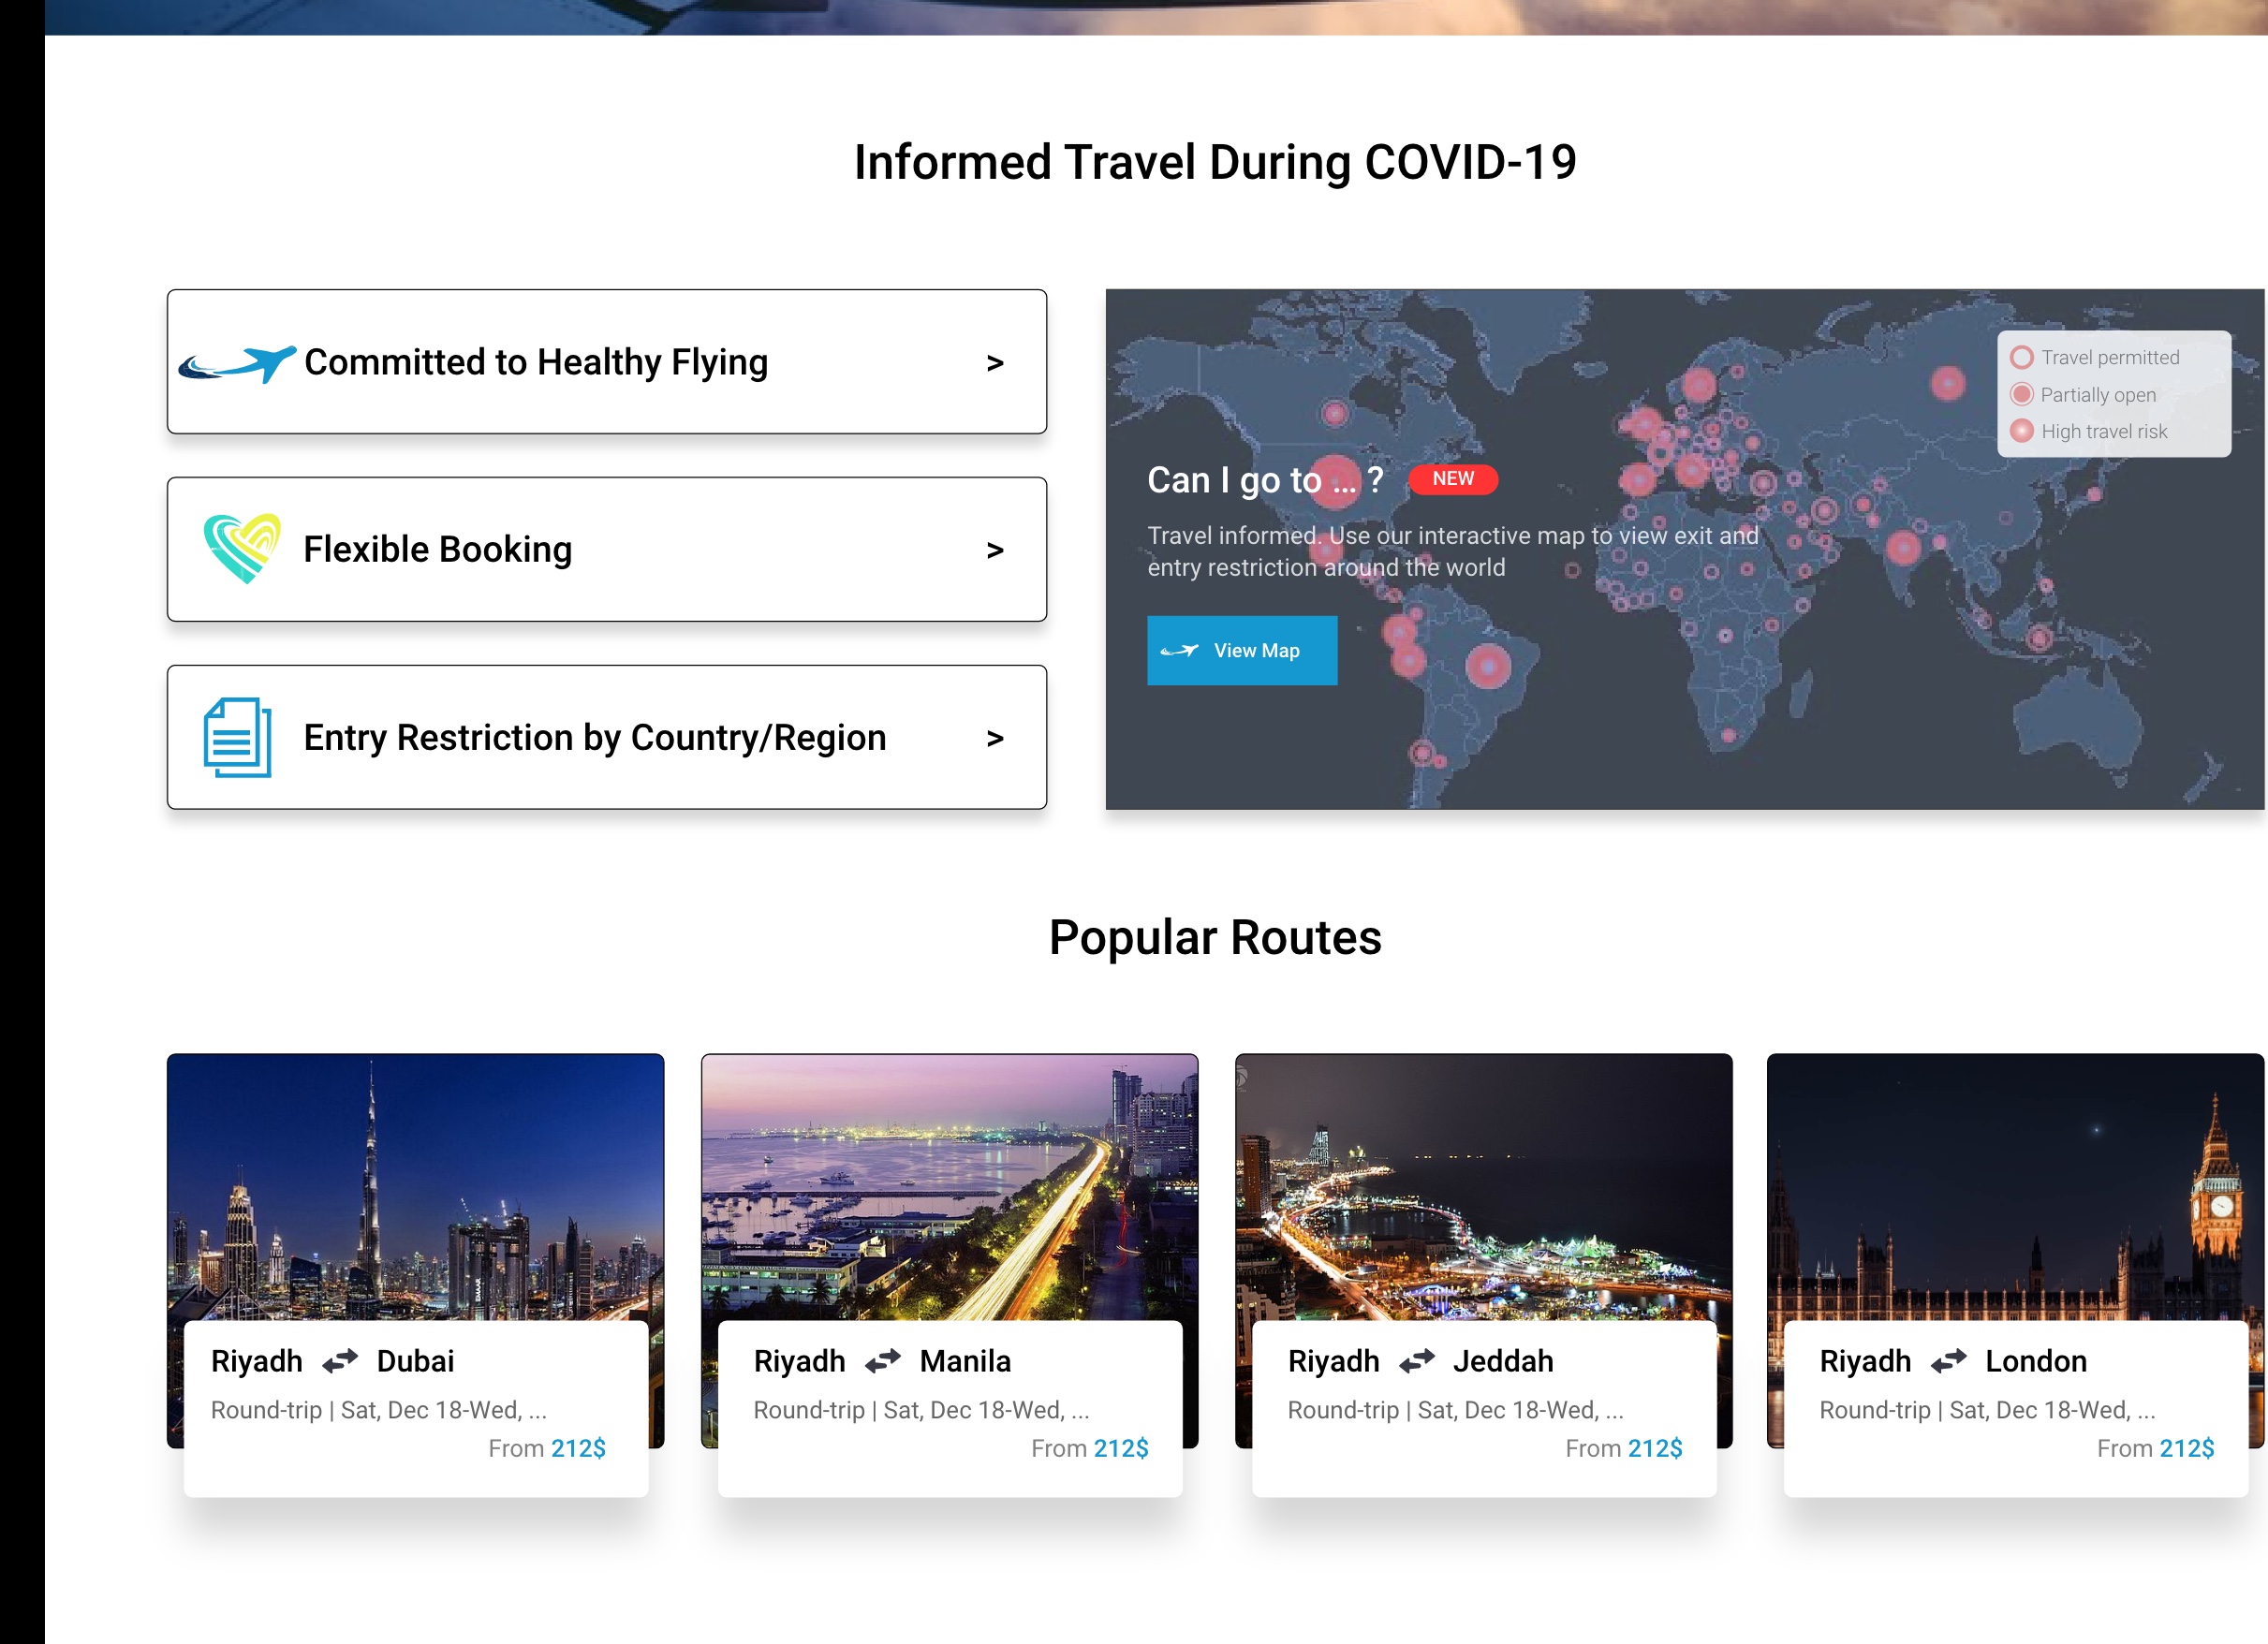 Informed Travel During COVID-19
Committed to Healthy Flying >
Flexible Booking >
Entry Restriction by Country/Region >
Travel permitted
Partially open
High travel risk
Can I go to ... ? NEW
Travel informed. Use our interactive map to view exit and
entry restriction around the world
View Map
Popular Routes
Riyadh Dubai
Round-trip | Sat, Dec 18-Wed, ...
From 212$
Riyadh Manila
Round-trip | Sat, Dec 18-Wed, ...
From 212$
Riyadh Jeddah
Round-trip | Sat, Dec 18-Wed, ...
From 212$
Riyadh London
Round-trip | Sat, Dec 18-Wed, ...
From 212$